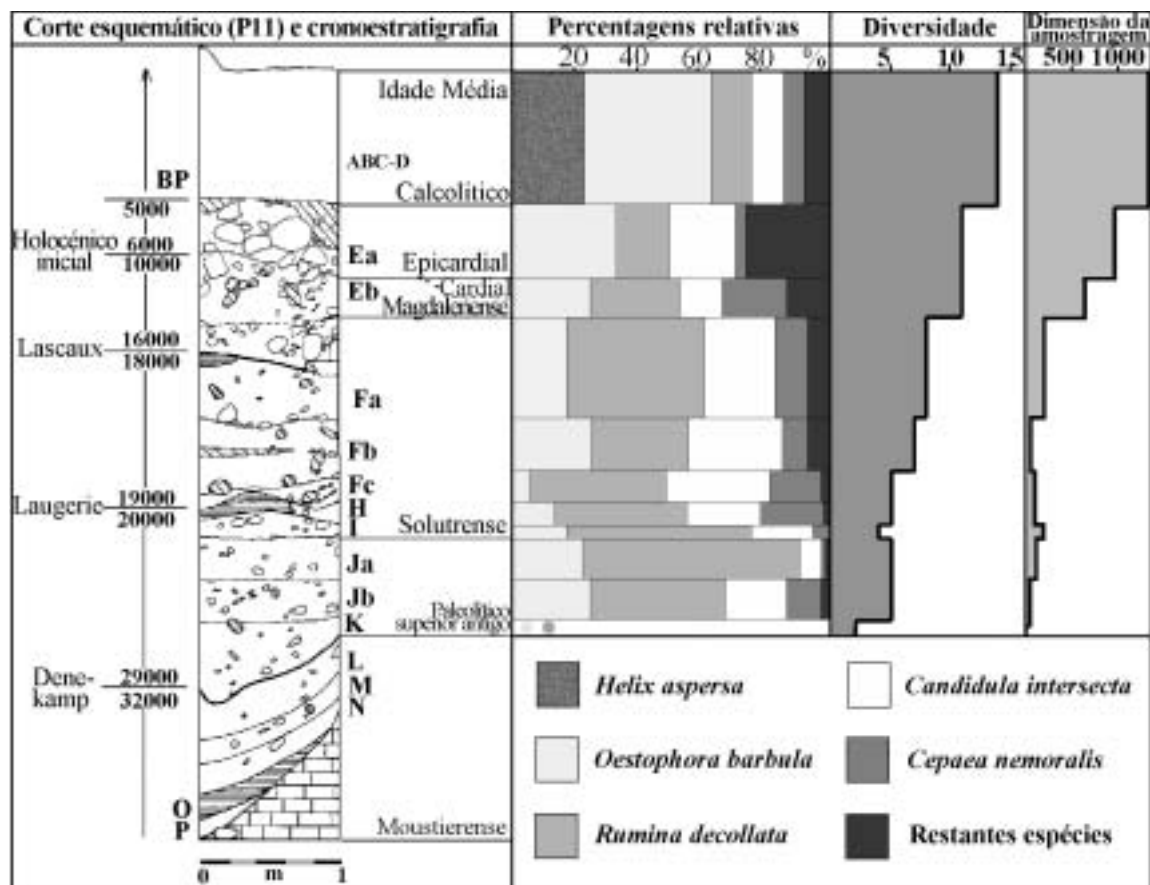 Corte esquemático (P11) e cronoestratigrafia
Percentagens relativas
Diversidade
Dimensão da
amostragem
20 40 60 80 %
5 10 15
500 1000
Idade Média
ABC-D
BP
Calcolítico
5000
Holocénico
inicial
6000
10000
Ea
Epicardial
Eb
-Cardial
Magdalenense
Lascaux
16000
18000
Fa
Fb
Fc
Laugerie
19000
20000
H
I
Solutrense
Ja
Jb
K
Paleolítico
superior antigo
L
Dene-
kamp
29000
32000
M
N
O
P
Moustierense
0 m 1
Helix aspersa
Candidula intersecta
Oestophora barbula
Cepaea nemoralis
Rumina decollata
Restantes espécies